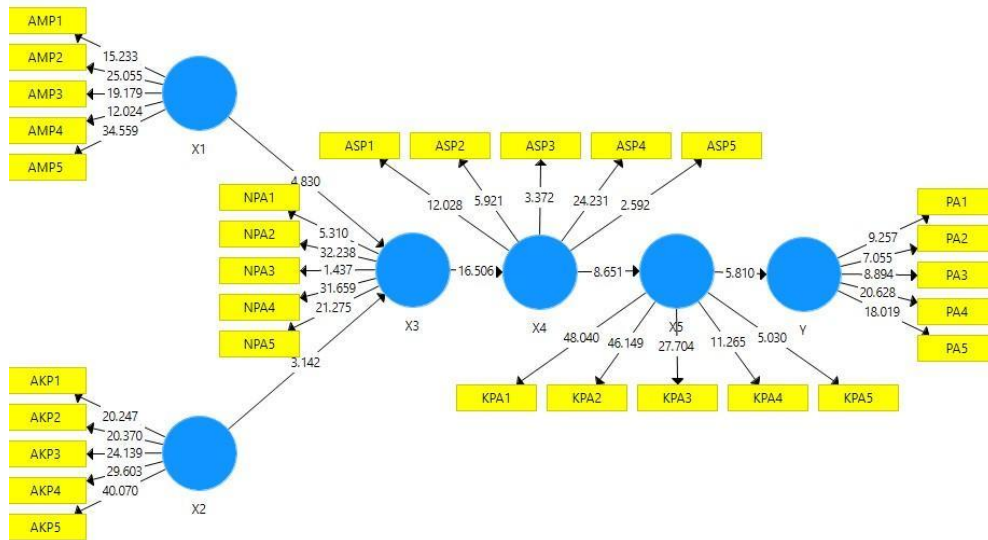 AMP1
AMP2
AMP3
AMP4
AMP5
15.233
25.055
19.179
12.024
34.559
X1
4.830
NPA1
NPA2
NPA3
NPA4
NPA5
5.310
32.238
1.437
31.659
21.275
X3
3.142
AKP1
AKP2
AKP3
AKP4
AKP5
20.247
20.370
24.139
29.603
40.070
X2
16.506
ASP1
ASP2
ASP3
ASP4
ASP5
12.028
5.921
3.372
24.231
2.592
X4
8.651
X5
48.040
46.149
27.704
11.265
5.030
KPA1
KPA2
KPA3
KPA4
KPA5
5.810
Y
9.257
7.055
8.894
20.628
18.019
PA1
PA2
PA3
PA4
PA5